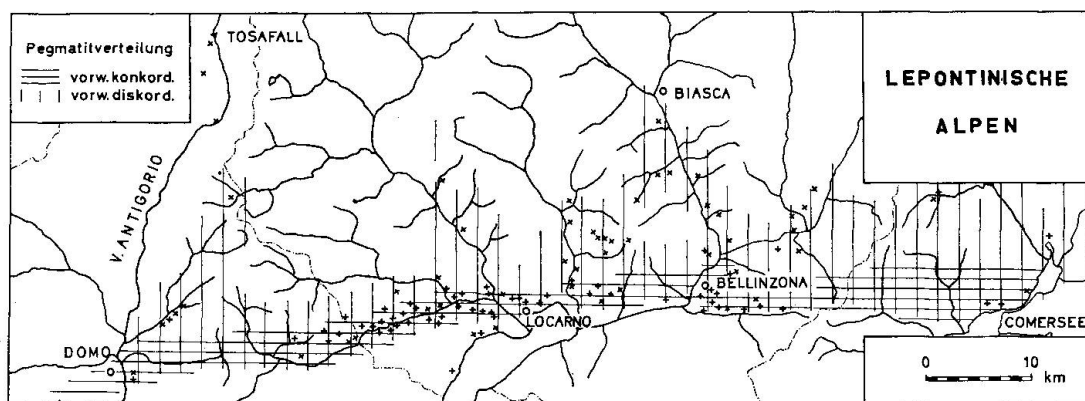 Pegmatitverteilung
vorw. konkord.
vorw. diskord.
TOSAFALL
V. ANTIGORIO
BIASCA
LEPONTINISCHE
ALPEN
BELLINZONA
LOCARNO
DOMO
COMERSEE
0 10
km